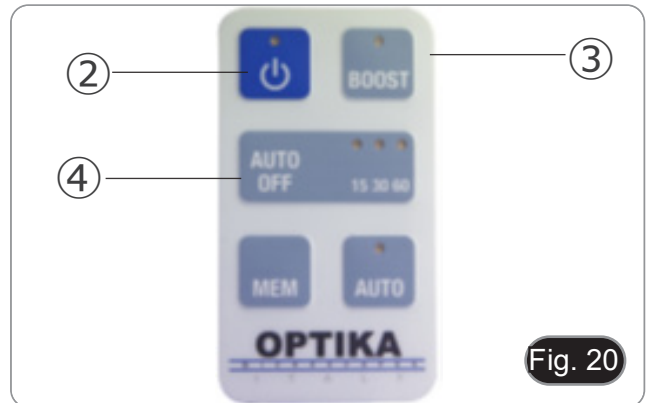 ② ③
BOOST
④ AUTO
OFF 15 30 60
MEM AUTO
OPTIKA
Fig. 20